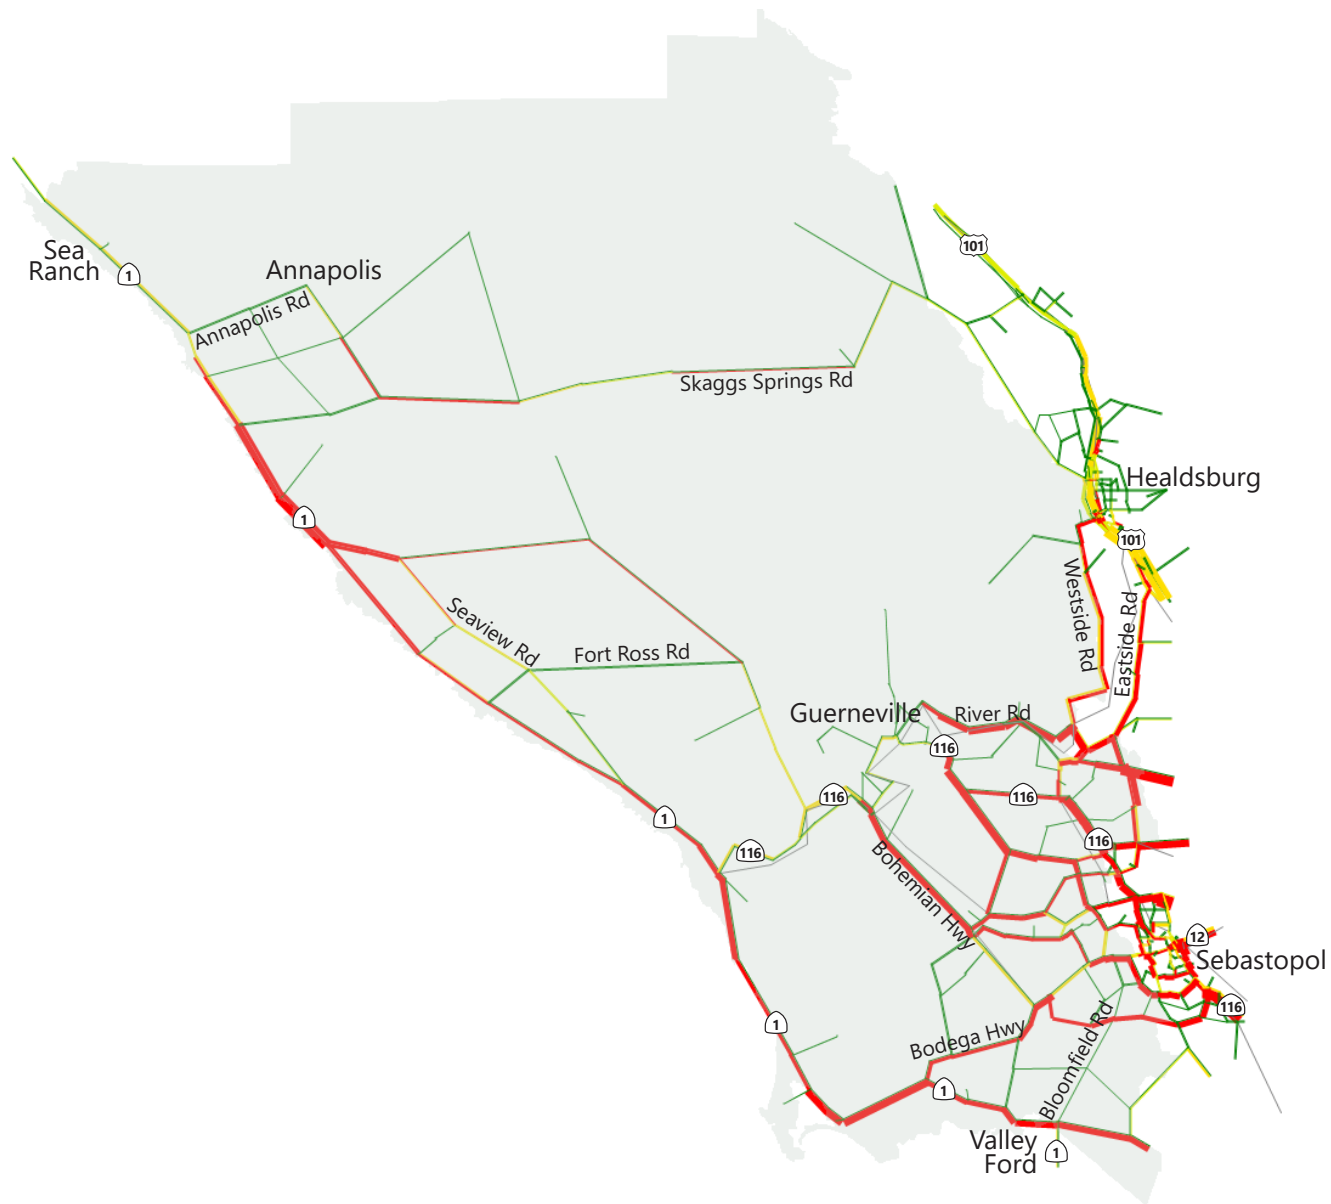 101
Sea
Ranch
1
Annapolis
Annapolis Rd
Skaggs Springs Rd
Healdsburg
1
101
Westside Rd
Eastside Rd
Seaview Rd
Fort Ross Rd
Guerneville
River Rd
116
116
116
1
116
116
Bohemian Hwy
12
Sebastopol
116
1
Bodega Hwy
Bloomfield Rd
1
Valley
Ford
1